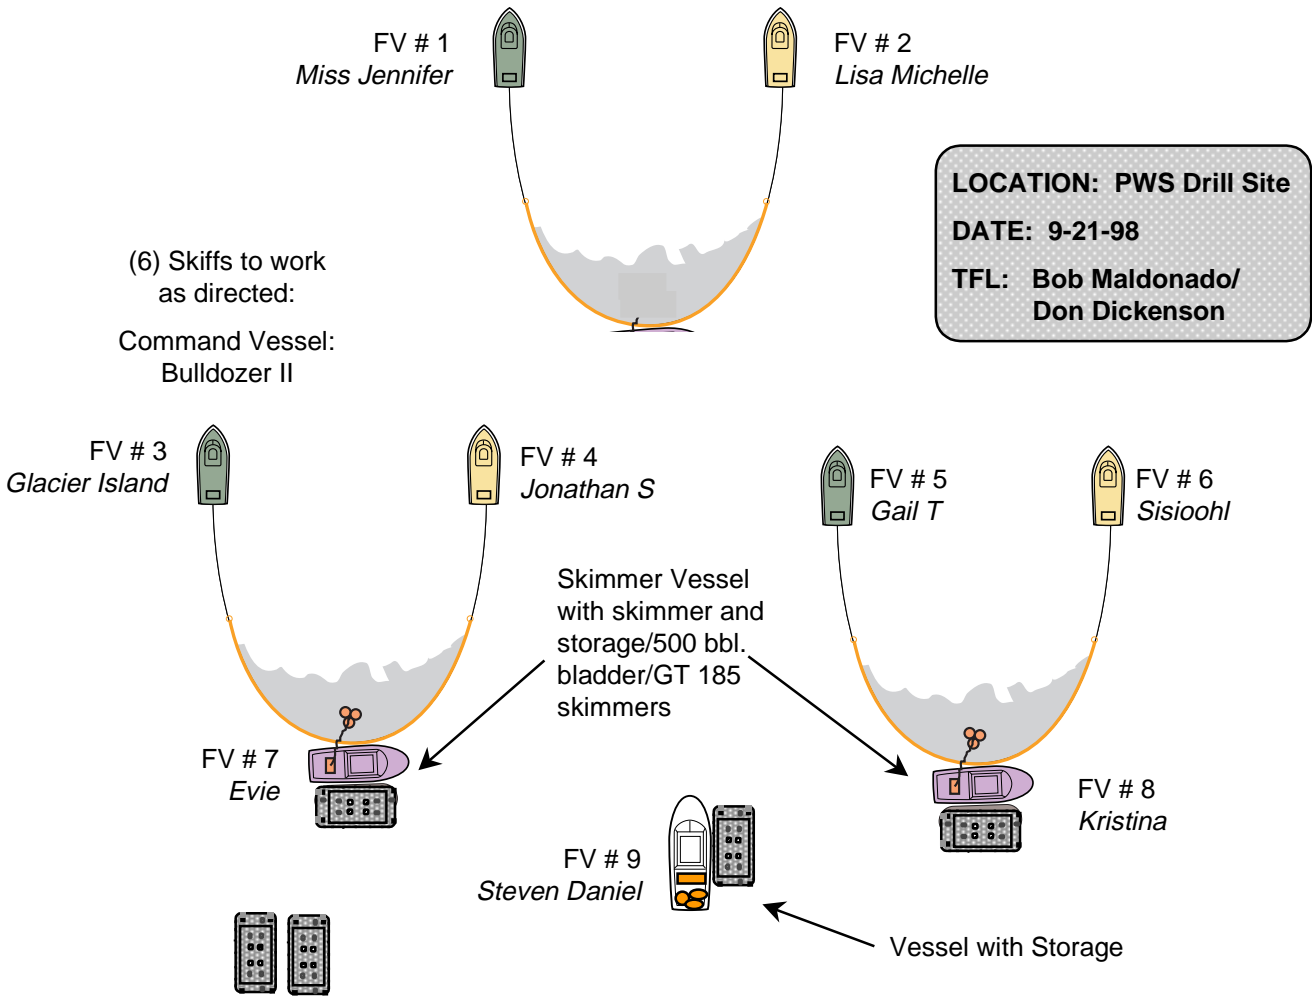 FV # 1
Miss Jennifer
FV # 2
Lisa Michelle
LOCATION: PWS Drill Site
DATE: 9-21-98
TFL: Bob Maldonado/
Don Dickenson
(6) Skiffs to work
as directed:
Command Vessel:
Bulldozer II
FV # 3
Glacier Island
FV # 4
Jonathan S
FV # 5
Gail T
FV # 6
Sisioohl
Skimmer Vessel
with skimmer and
storage/500 bbl.
bladder/GT 185
skimmers
FV # 7
Evie
FV # 8
Kristina
FV # 9
Steven Daniel
Vessel with Storage